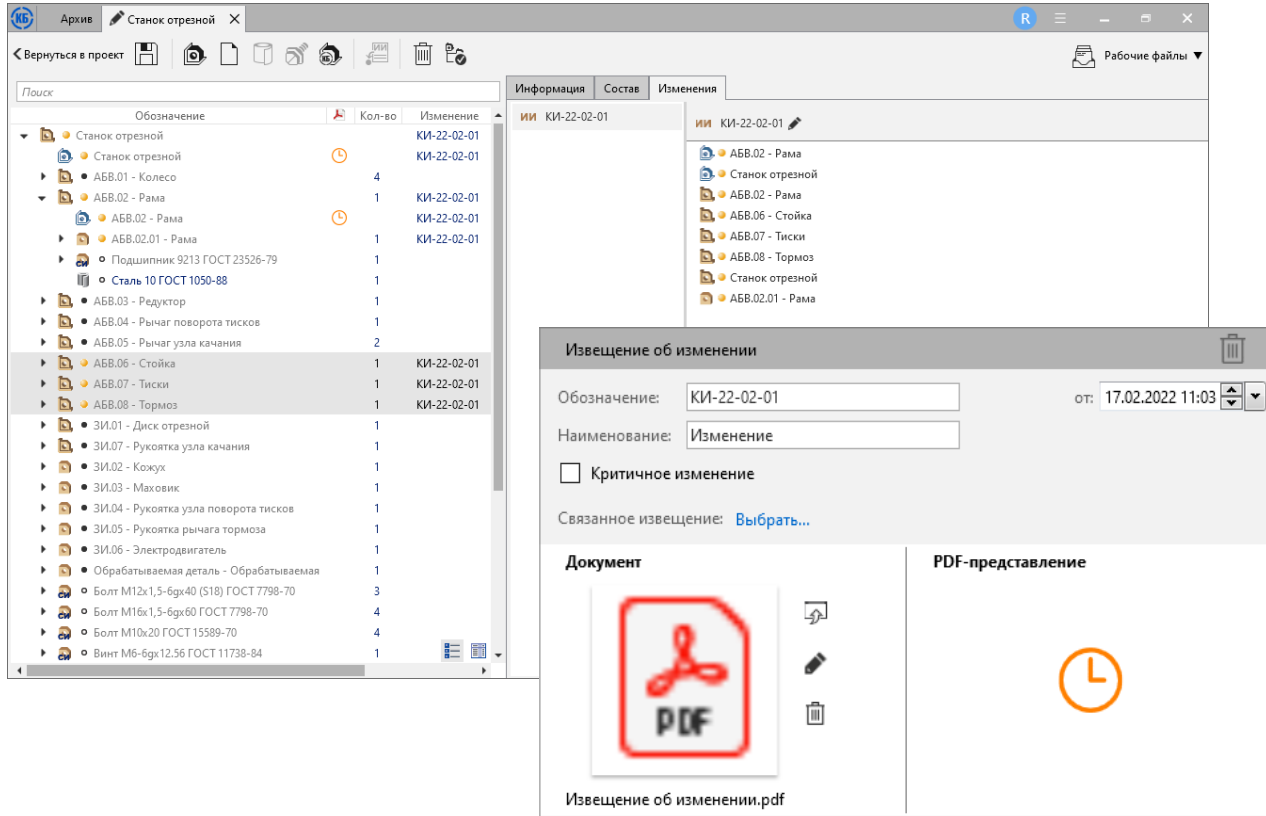 КБ Архив Станок отрезной R
Вернуться в проект КБ ИИ Рабочие файлы
Поиск
Обозначение Кол-во Изменение
Станок отрезной КИ-22-02-01
Станок отрезной КИ-22-02-01
АБВ.01 - Колесо 4
АБВ.02 - Рама 1 КИ-22-02-01
АБВ.02 - Рама КИ-22-02-01
АБВ.02.01 - Рама 1 КИ-22-02-01
СИ Подшипник 9213 ГОСТ 23526-79 1
Сталь 10 ГОСТ 1050-88 1
АБВ.03 - Редуктор 1
АБВ.04 - Рычаг поворота тисков 1
АБВ.05 - Рычаг узла качания 2
АБВ.06 - Стойка 1 КИ-22-02-01
АБВ.07 - Тиски 1 КИ-22-02-01
АБВ.08 - Тормоз 1 КИ-22-02-01
ЗИ.01 - Диск отрезной 1
ЗИ.07 - Рукоятка узла качания 1
ЗИ.02 - Кожух 1
ЗИ.03 - Маховик 1
ЗИ.04 - Рукоятка узла поворота тисков 1
ЗИ.05 - Рукоятка рычага тормоза 1
ЗИ.06 - Электродвигатель 1
Обрабатываемая деталь - Обрабатываемая 1
СИ Болт М12х1,5-6gх40 (S18) ГОСТ 7798-70 3
СИ Болт М16х1,5-6gх60 ГОСТ 7798-70 4
СИ Болт М10х20 ГОСТ 15589-70 4
СИ Винт М6-6gх12.56 ГОСТ 11738-84 1
Информация Состав Изменения
ИИ КИ-22-02-01
ИИ КИ-22-02-01
АБВ.02 - Рама
Станок отрезной
АБВ.02 - Рама
АБВ.06 - Стойка
АБВ.07 - Тиски
АБВ.08 - Тормоз
Станок отрезной
АБВ.02.01 - Рама
Извещение об изменении
Обозначение: КИ-22-02-01 от: 17.02.2022 11:03
Наименование: Изменение
Критичное изменение
Связанное извещение: Выбрать...
Документ PDF-представление
PDF
Извещение об изменении.pdf